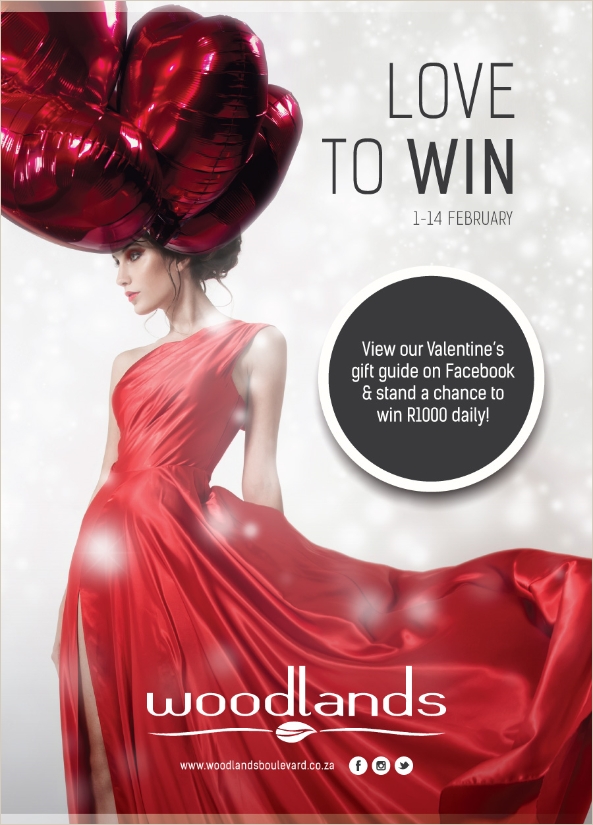 LOVE
TO WIN
1-14 FEBRUARY
View our Valentine's
gift guide on Facebook
& stand a chance to
win R1000 daily!
woodlands
www.woodlandsboulevard.co.za